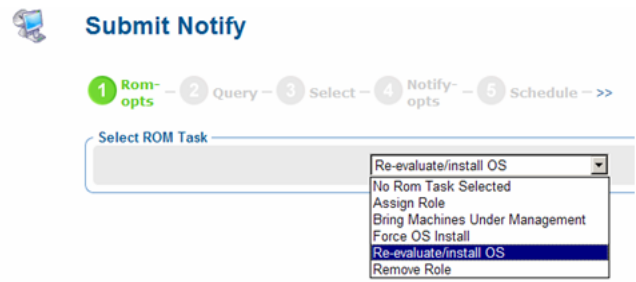 Submit Notify
1 Rom-opts – 2 Query – 3 Select – 4 Notify-opts – 5 Schedule – >>
Select ROM Task
Re-evaluate/install OS
No Rom Task Selected
Assign Role
Bring Machines Under Management
Force OS Install
Re-evaluate/install OS
Remove Role